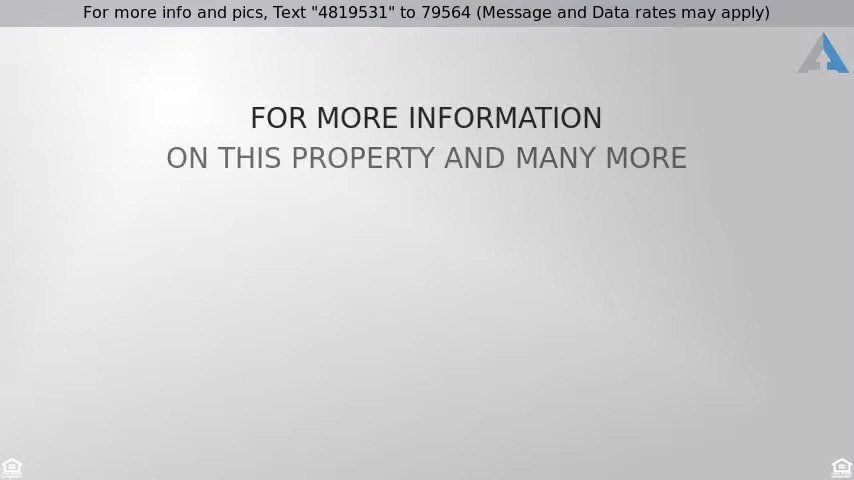 For more info and pics, Text "4819531" to 79564 (Message and Data rates may apply)
FOR MORE INFORMATION
ON THIS PROPERTY AND MANY MORE